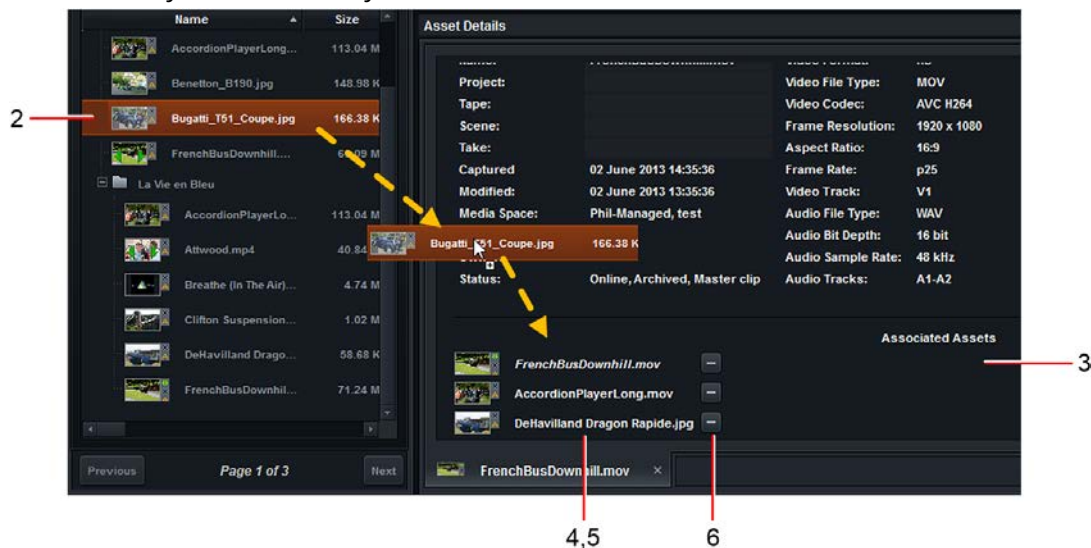 Name Size
AccordionPlayerLong... 113.04 M
Benetton_B190.jpg 148.98 K
2
Bugatti_T51_Coupe.jpg 166.38 K
FrenchBusDownhill....
La Vie en Bleu
AccordionPlayerLo... 113.04 M
Attwood.mp4 40.84
Breathe (In The Air)... 4.74 M
Clifton Suspension... 1.02 M
DeHavilland Drago... 58.68 K
FrenchBusDownhil... 71.24 M
Previous Page 1 of 3 Next
Asset Details
Project: Video File Type: MOV
Tape: Video Codec: AVC H264
Scene: Frame Resolution: 1920 x 1080
Take: Aspect Ratio: 16:9
Captured 02 June 2013 14:35:36 Frame Rate: p25
Modified: 02 June 2013 13:35:36 Video Track: V1
Media Space: Phil-Managed, test Audio File Type: WAV
Bugatti_T51_Coupe.jpg 166.38 K
Audio Bit Depth: 16 bit
Audio Sample Rate: 48 kHz
Status: Online, Archived, Master clip Audio Tracks: A1-A2
Associated Assets
3
FrenchBusDownhill.mov
AccordionPlayerLong.mov
DeHavilland Dragon Rapide.jpg
FrenchBusDownhill.mov ×
4,5 6